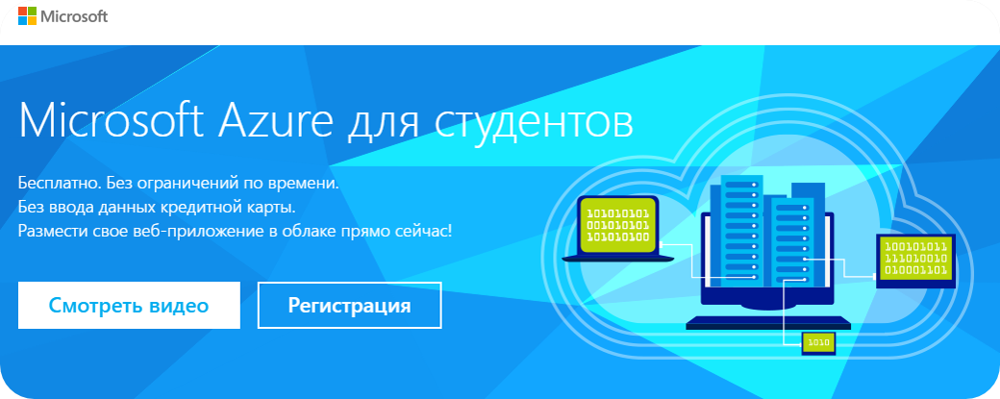 Microsoft
Microsoft Azure для студентов
Бесплатно. Без ограничений по времени.
Без ввода данных кредитной карты.
Размести свое веб-приложение в облаке прямо сейчас!
Смотреть видео
Регистрация
101010101
001010101
101010100
100101011
111010010
010001101
1010